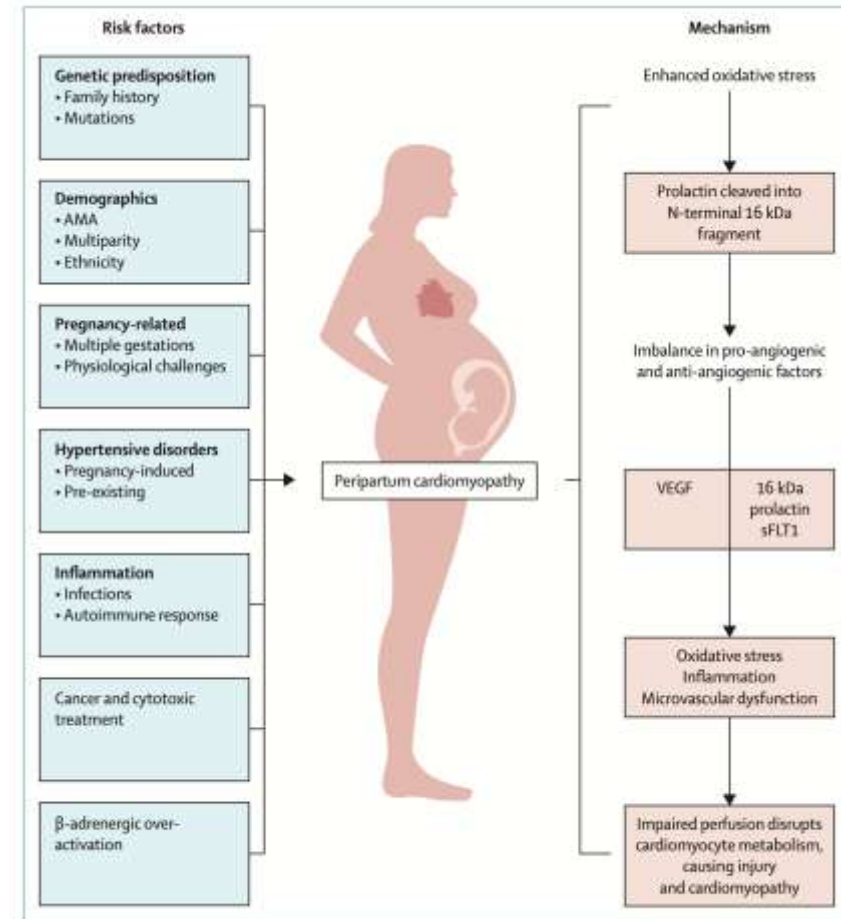 Risk factors
Genetic predisposition
• Family history
• Mutations
Demographics
• AMA
• Multiparity
• Ethnicity
Pregnancy-related
• Multiple gestations
• Physiological challenges
Hypertensive disorders
• Pregnancy-induced
• Pre-existing
Inflammation
• Infections
• Autoimmune response
Cancer and cytotoxic
treatment
β-adrenergic over-
activation
Peripartum cardiomyopathy
Mechanism
Enhanced oxidative stress
Prolactin cleaved into
N-terminal 16 kDa
fragment
Imbalance in pro-angiogenic
and anti-angiogenic factors
VEGF
16 kDa
prolactin
sFLT1
Oxidative stress
Inflammation
Microvascular dysfunction
Impaired perfusion disrupts
cardiomyocyte metabolism,
causing injury
and cardiomyopathy